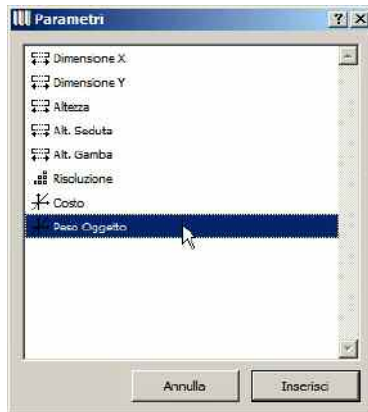 Parametri
Dimensione X
Dimensione Y
Altezza
Alt. Seduta
Alt. Gamba
Risoluzione
Costo
Peso Oggetto
Annulla Inserisci